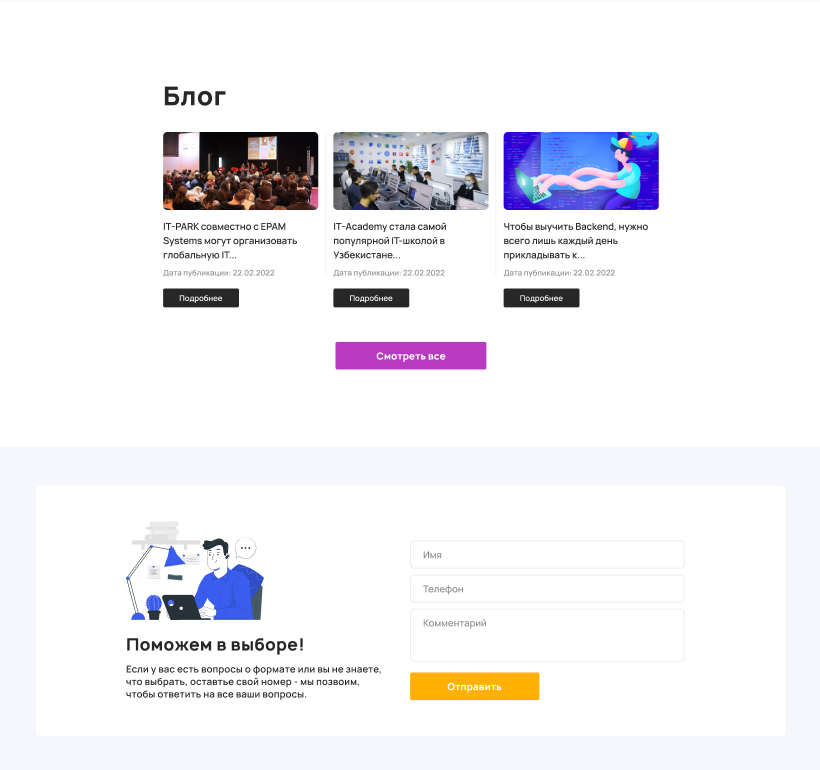 Блог
IT-PARK совместно с EPAM
Systems могут организовать
глобальную IT...
Дата публикации: 22.02.2022
Подробнее
IT-Academy стала самой
популярной IT-школой в
Узбекистане...
Дата публикации: 22.02.2022
Подробнее
Чтобы выучить Backend, нужно
всего лишь каждый день
прикладывать к...
Дата публикации: 22.02.2022
Подробнее
Смотреть все
Поможем в выборе!
Если у вас есть вопросы о формате или вы не знаете,
что выбрать, оставтье свой номер - мы позвоим,
чтобы ответить на все ваши вопросы.
Имя
Телефон
Комментарий
Отправить